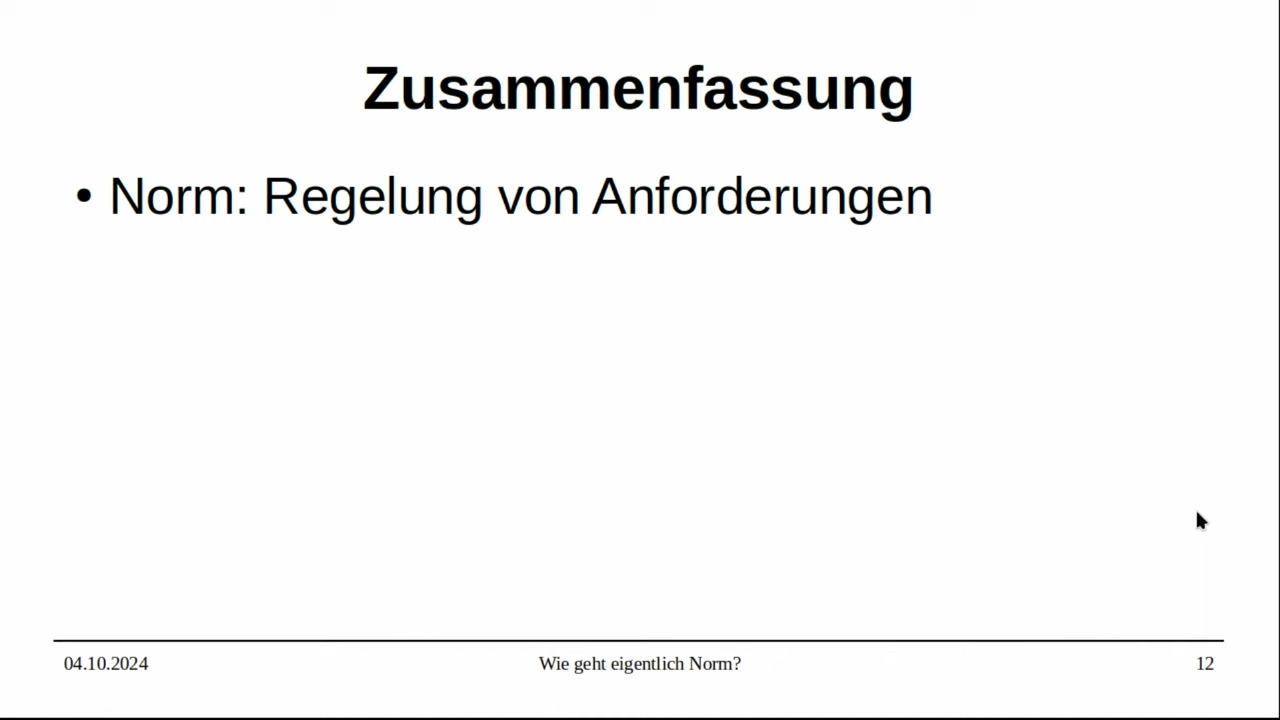 Zusammenfassung
• Norm: Regelung von Anforderungen
04.10.2024
Wie geht eigentlich Norm?
12